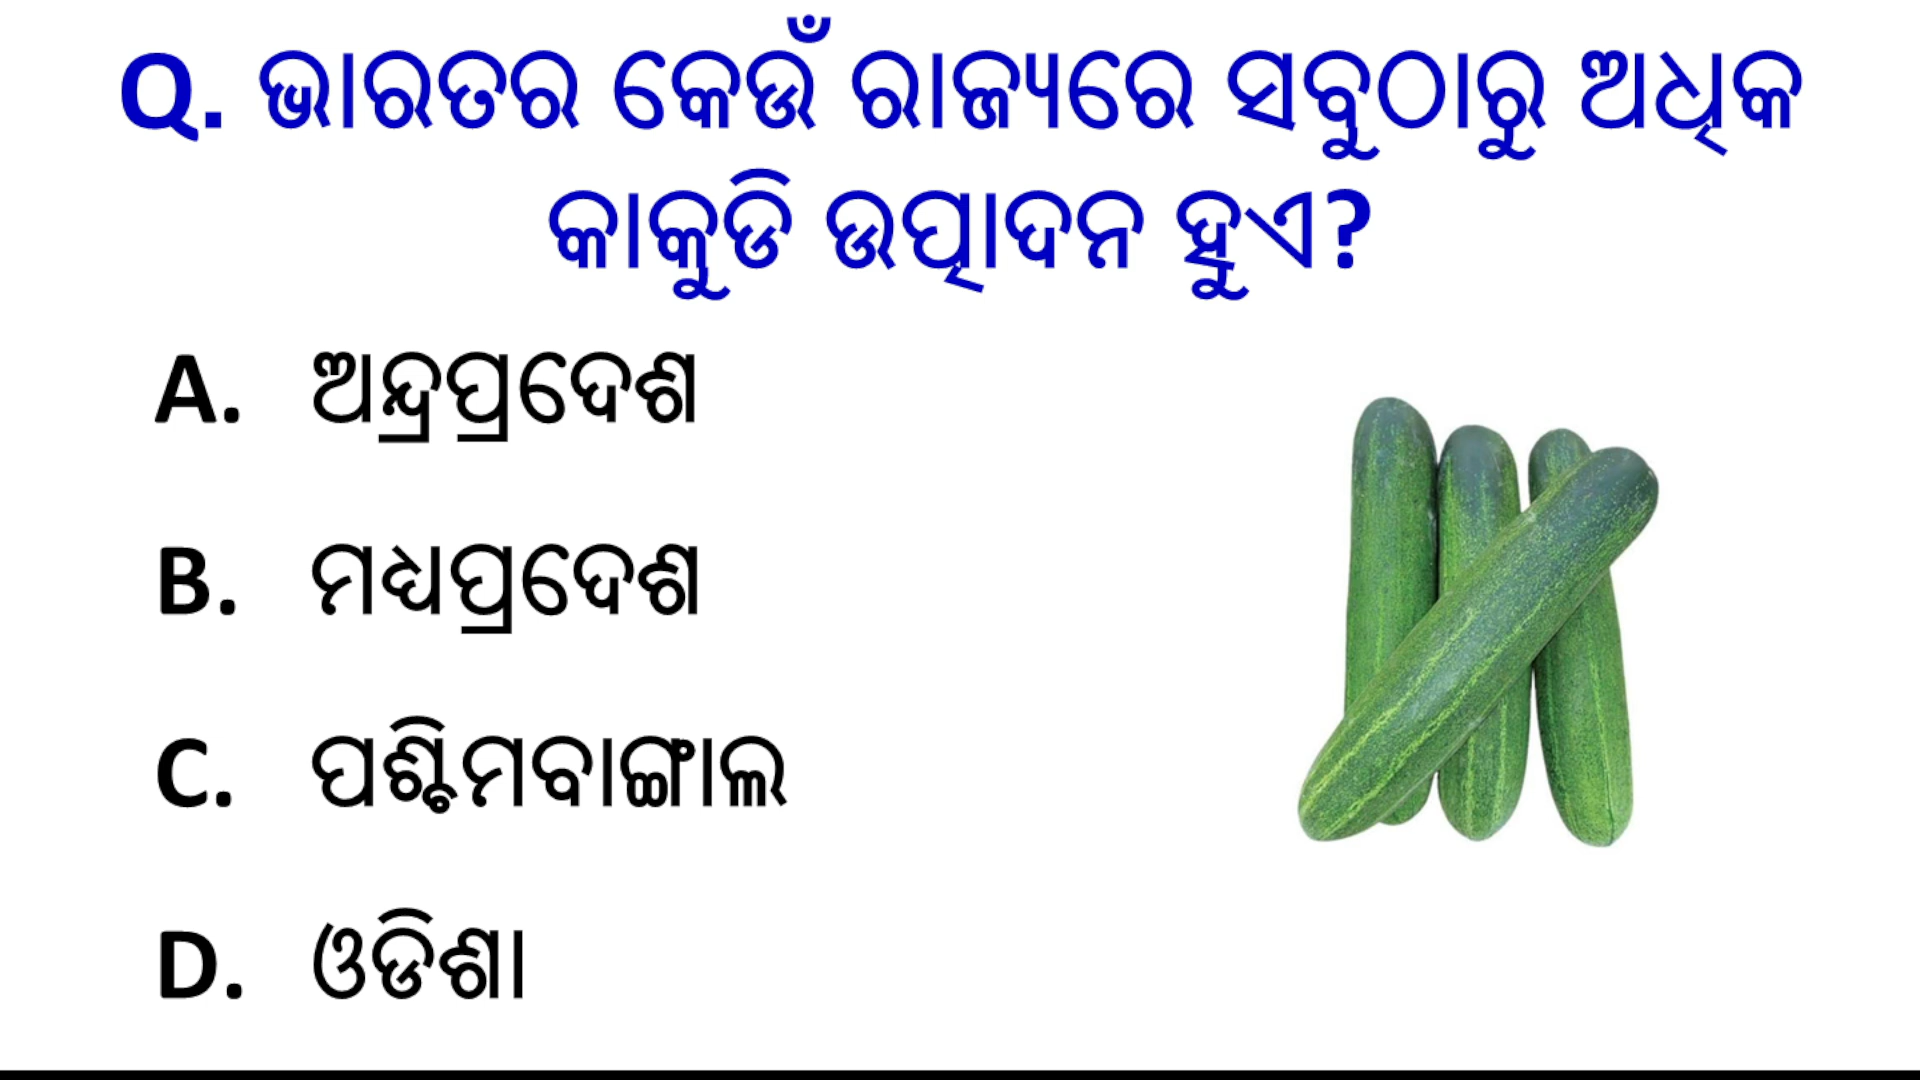 Q. ଭାରତର କେଉଁ ରାଜ୍ୟରେ ସବୁଠାରୁ ଅଧିକ
କାକୁଡି ଉତ୍ପାଦନ ହୁଏ?
A. ଅନ୍ଦ୍ରପ୍ରଦେଶ
B. ମଧ୍ୟପ୍ରଦେଶ
C. ପଶ୍ଚିମବାଙ୍ଗାଲ
D. ଓଡିଶା